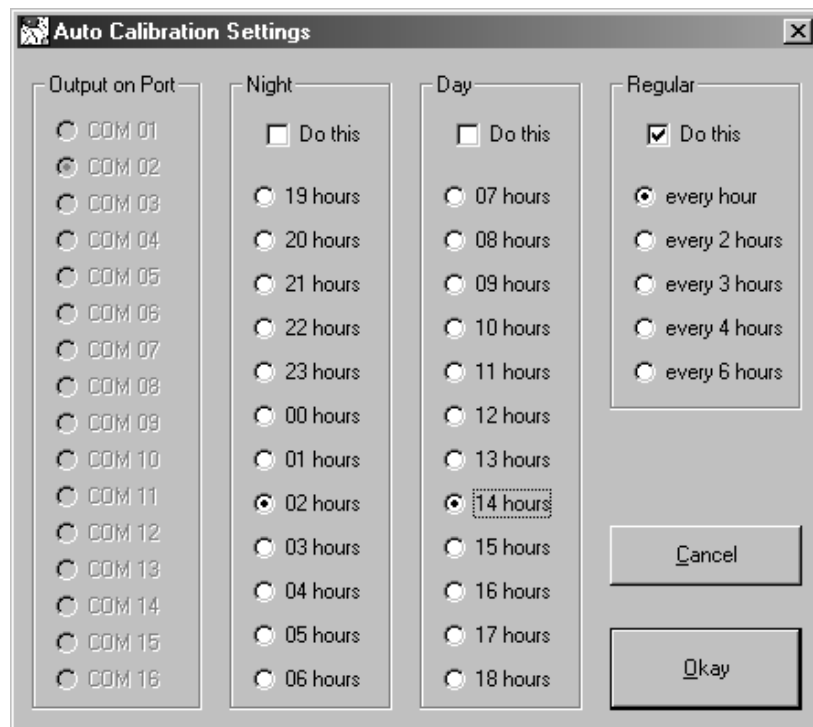 Auto Calibration Settings
Output on Port
COM 01
COM 02
COM 03
COM 04
COM 05
COM 06
COM 07
COM 08
COM 09
COM 10
COM 11
COM 12
COM 13
COM 14
COM 15
COM 16
Night
Do this
19 hours
20 hours
21 hours
22 hours
23 hours
00 hours
01 hours
02 hours
03 hours
04 hours
05 hours
06 hours
Day
Do this
07 hours
08 hours
09 hours
10 hours
11 hours
12 hours
13 hours
14 hours
15 hours
16 hours
17 hours
18 hours
Regular
Do this
every hour
every 2 hours
every 3 hours
every 4 hours
every 6 hours
Cancel
Okay